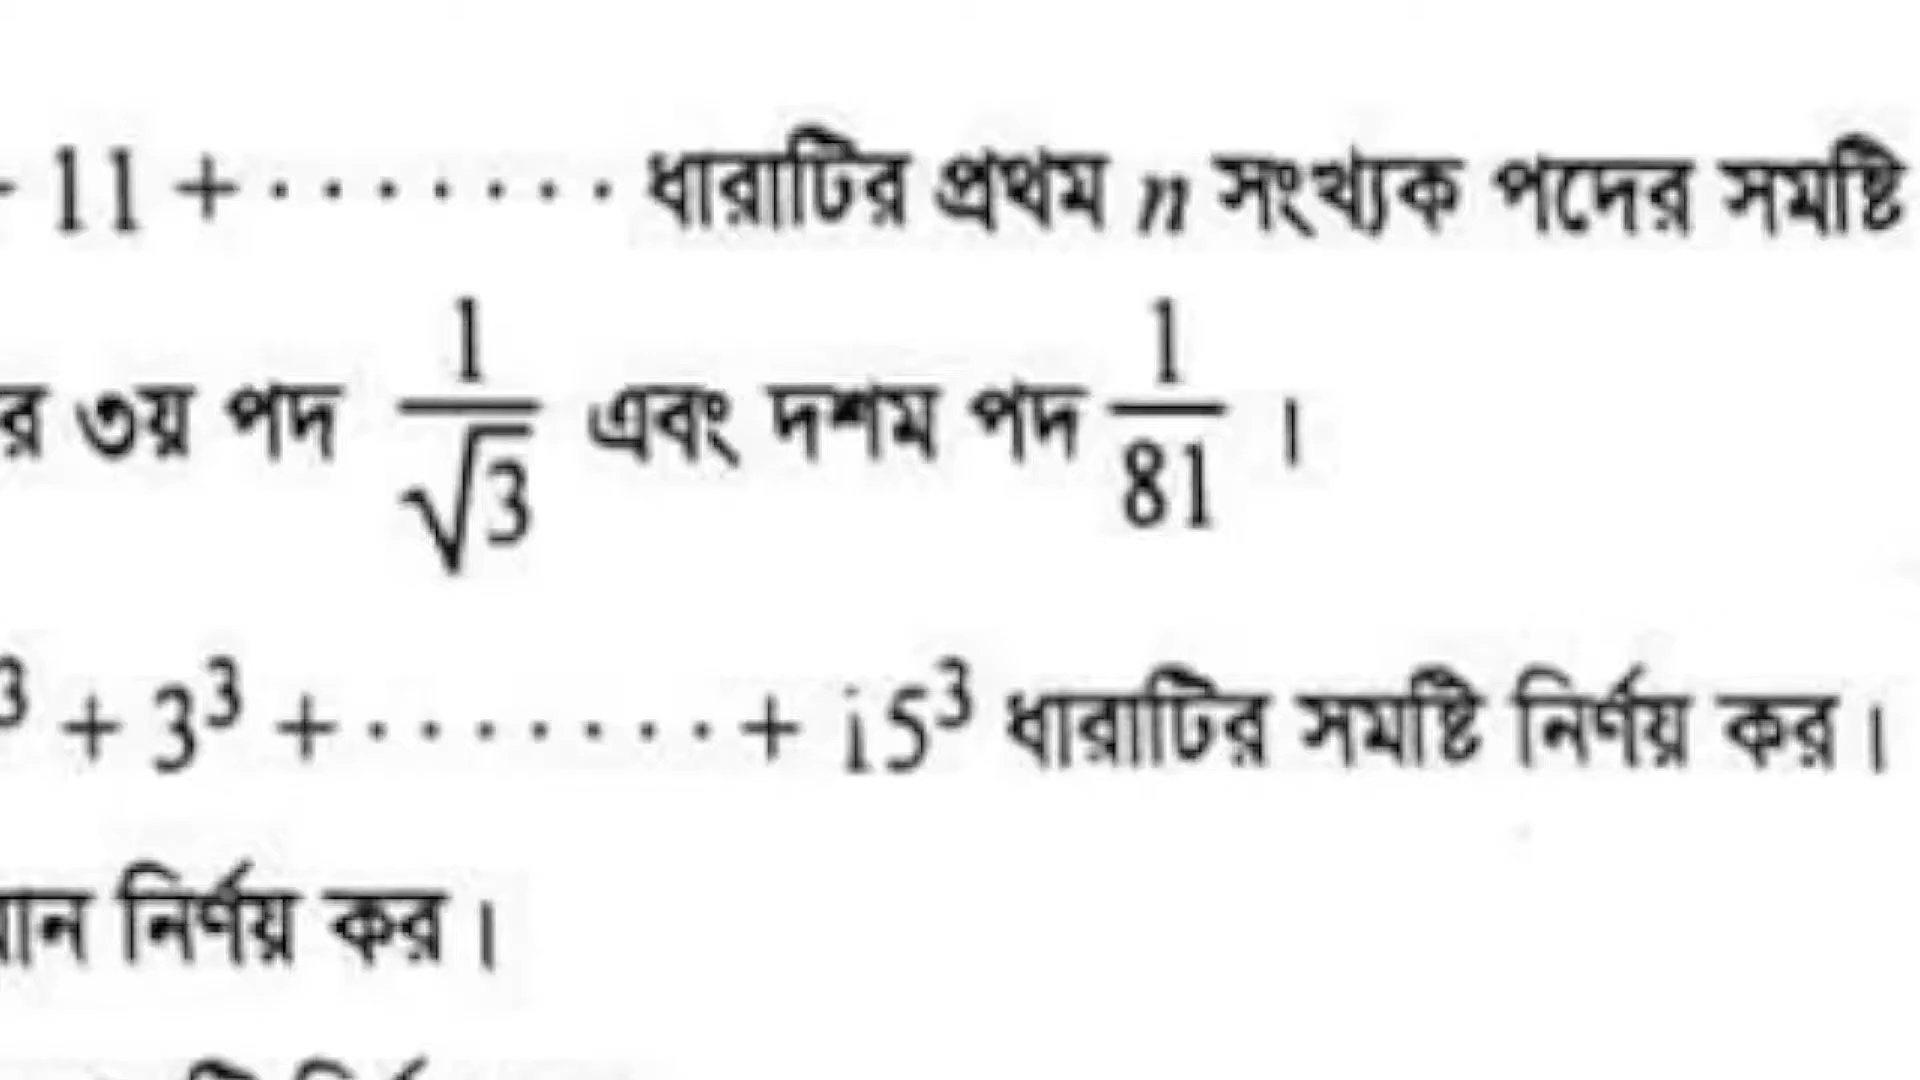 11 + · · · · · · · ধারাটির প্রথম n সংখ্যক পদের সমষ্টি
র ৩য় পদ 1/√3 এবং দশম পদ 1/81 ।
3 + 3³ + · · · · · · · + 15³ ধারাটির সমষ্টি নির্ণয় কর।
নির্ণয় কর।